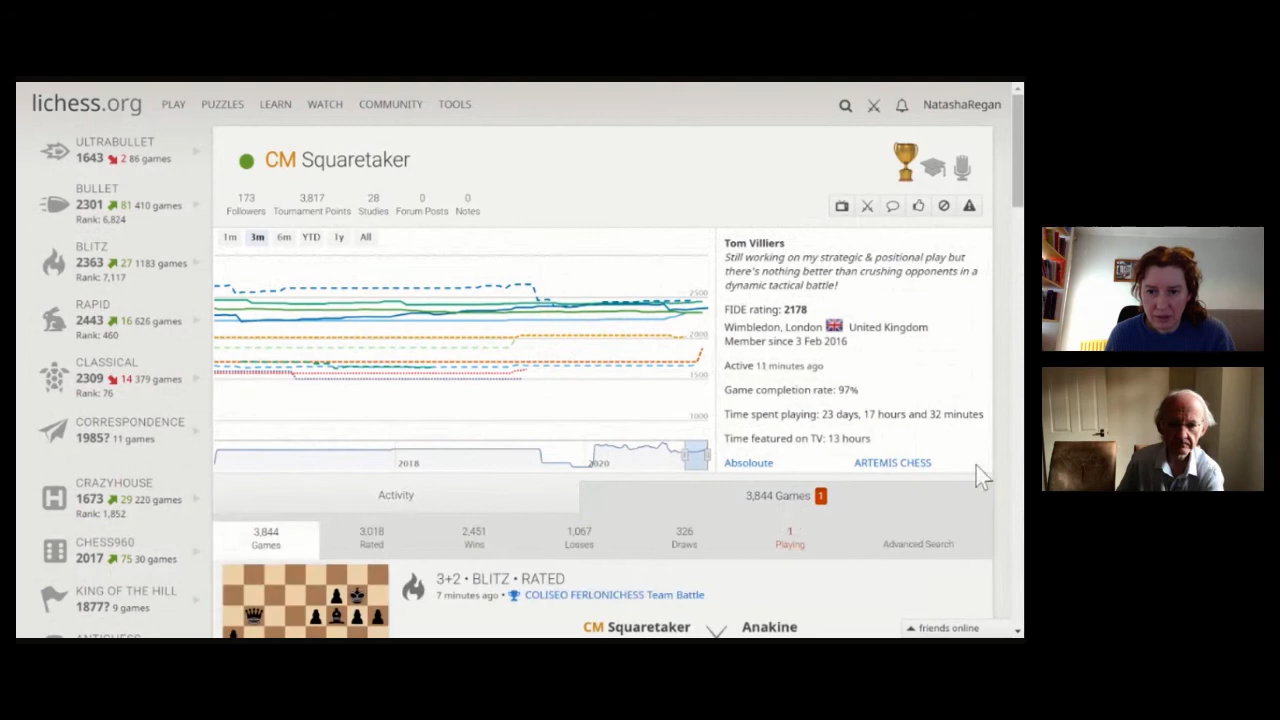 lichess.org PLAY PUZZLES LEARN WATCH COMMUNITY TOOLS NatashaRegan
ULTRABULLET
1643 2 86 games
BULLET
2301 81 410 games
Rank: 6,824
BLITZ
2363 27 1183 games
Rank: 7,117
RAPID
2443 16 626 games
Rank: 460
CLASSICAL
2309 14 379 games
Rank: 76
CORRESPONDENCE
1985? 11 games
CRAZYHOUSE
1673 29 220 games
Rank: 1,852
CHESS960
2017 75 30 games
KING OF THE HILL
1877? 9 games
CM Squaretaker
173 3,817 28 0 0
Followers Tournament Points Studies Forum Posts Notes
1m 3m 6m YTD 1y All
2500
2000
1500
1000
2018 2020
Tom Villiers
Still working on my strategic & positional play but
there's nothing better than crushing opponents in a
dynamic tactical battle!
FIDE rating: 2178
Wimbledon, London United Kingdom
Member since 3 Feb 2016
Active 11 minutes ago
Game completion rate: 97%
Time spent playing: 23 days, 17 hours and 32 minutes
Time featured on TV: 13 hours
Absoloute ARTEMIS CHESS
Activity 3,844 Games 1
3,844 3,018 2,451 1,067 326 1
Games Rated Wins Losses Draws Playing Advanced Search
3+2 • BLITZ • RATED
7 minutes ago • COLISEO FERLONICHESS Team Battle
CM Squaretaker Anakine
friends online